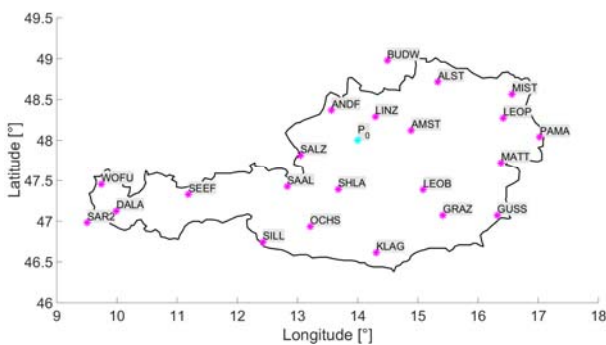 49.5
49
48.5
48
47.5
47
46.5
46
Latitude [°]
BUDW
ALST
MIST
ANDF
LINZ
LEOP
AMST
P0
PAMA
SALZ
MATT
WOFU
SAAL
SHLA
LEOB
SEEF
DALA
SAR2
OCHS
GRAZ
GUSS
SILL
KLAG
9 10 11 12 13 14 15 16 17 18
Longitude [°]